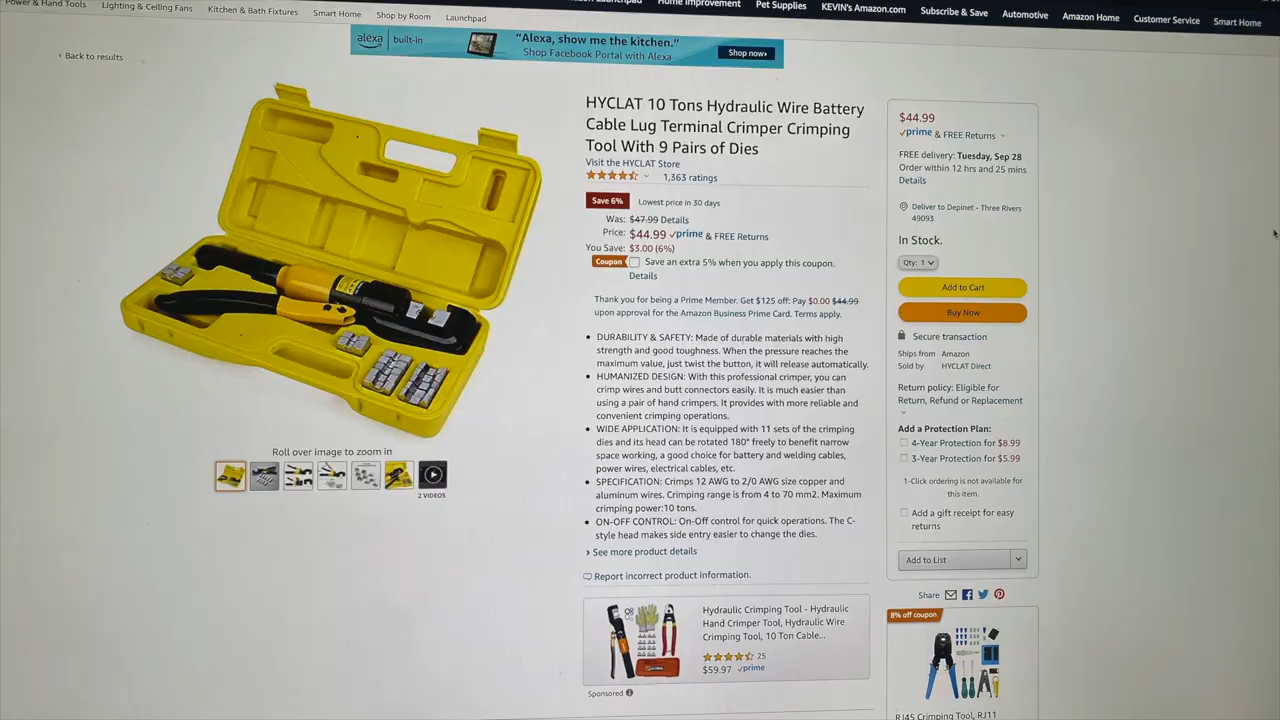 Power & Hand Tools
Lighting & Ceiling Fans
Kitchen & Bath Fixtures
Smart Home
Shop by Room
Launchpad
Launchpad
Home Improvement
Pet Supplies
KEVIN's Amazon.com
Subscribe & Save
Automotive
Amazon Home
Customer Service
Smart Home
alexa built-in
"Alexa, show me the kitchen."
Shop Facebook Portal with Alexa
Shop now▸
‹ Back to results
HYCLAT 10 Tons Hydraulic Wire Battery
Cable Lug Terminal Crimper Crimping
Tool With 9 Pairs of Dies
Visit the HYCLAT Store
1,363 ratings
Save 6%
Lowest price in 30 days
Was: $47.99 Details
Price: $44.99 ✓prime & FREE Returns
You Save: $3.00 (6%)
Coupon Save an extra 5% when you apply this coupon.
Details
Thank you for being a Prime Member. Get $125 off: Pay $0.00 $44.99
upon approval for the Amazon Business Prime Card. Terms apply.
• DURABILITY & SAFETY: Made of durable materials with high
strength and good toughness. When the pressure reaches the
maximum value, just twist the button, it will release automatically.
• HUMANIZED DESIGN: With this professional crimper, you can
crimp wires and butt connectors easily. It is much easier than
using a pair of hand crimpers. It provides with more reliable and
convenient crimping operations.
• WIDE APPLICATION: It is equipped with 11 sets of the crimping
dies and its head can be rotated 180° freely to benefit narrow
space working, a good choice for battery and welding cables,
power wires, electrical cables, etc.
• SPECIFICATION: Crimps 12 AWG to 2/0 AWG size copper and
aluminum wires. Crimping range is from 4 to 70 mm2. Maximum
crimping power:10 tons.
• ON-OFF CONTROL: On-Off control for quick operations. The C-
style head makes side entry easier to change the dies.
› See more product details
Report incorrect product information.
Roll over image to zoom in
2 VIDEOS
Hydraulic Crimping Tool - Hydraulic
Hand Crimper Tool, Hydraulic Wire
Crimping Tool, 10 Ton Cable...
25
$59.97 ✓prime
Sponsored
$44.99
✓prime & FREE Returns
FREE delivery: Tuesday, Sep 28
Order within 12 hrs and 25 mins
Details
Deliver to Depinet - Three Rivers
49093
In Stock.
Qty: 1
Add to Cart
Buy Now
Secure transaction
Ships from Amazon
Sold by HYCLAT Direct
Return policy: Eligible for
Return, Refund or Replacement
Add a Protection Plan:
4-Year Protection for $8.99
3-Year Protection for $5.99
1-Click ordering is not available for
this item.
Add a gift receipt for easy
returns
Add to List
Share
8% off coupon
RJ45 Crimping Tool, RJ11